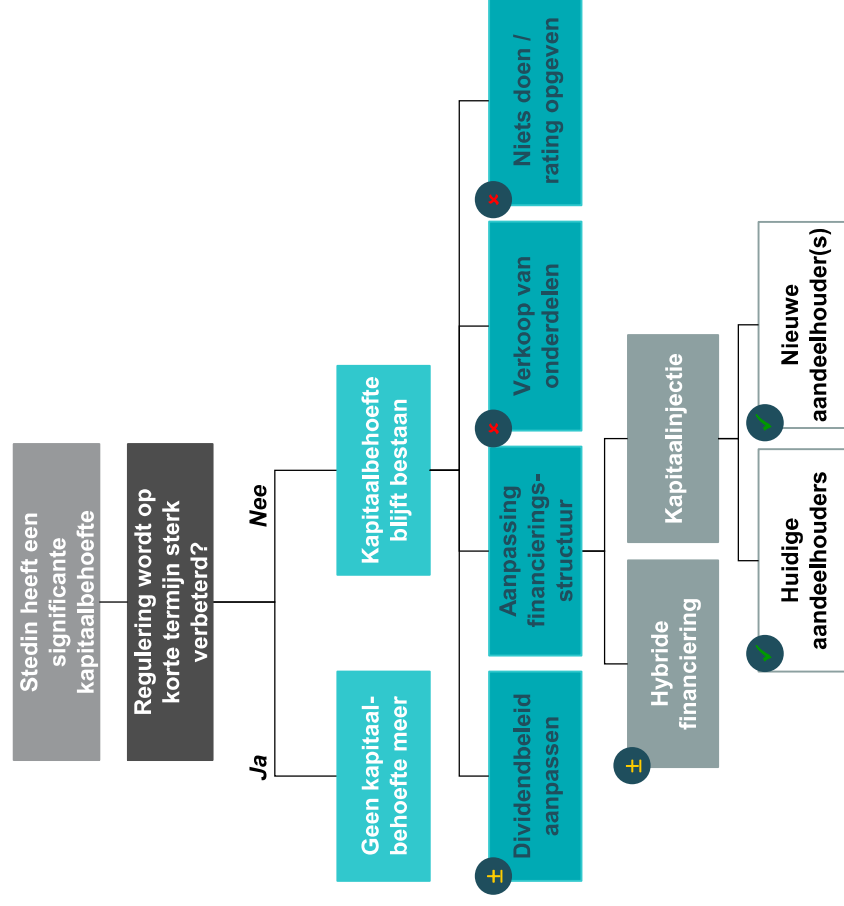 Stedin heeft een
significante
kapitaalbehoefte
Regulering wordt op
korte termijn sterk
verbeterd?
Ja
Nee
Geen kapitaal-
behoefte meer
Kapitaalbehoefte
blijft bestaan
±
Dividendbeleid
aanpassen
Aanpassing
financierings-
structuur
×
Verkoop van
onderdelen
×
Niets doen /
rating opgeven
±
Hybride
financiering
Kapitaalinjectie
✓
Huidige
aandeelhouders
✓
Nieuwe
aandeelhouder(s)